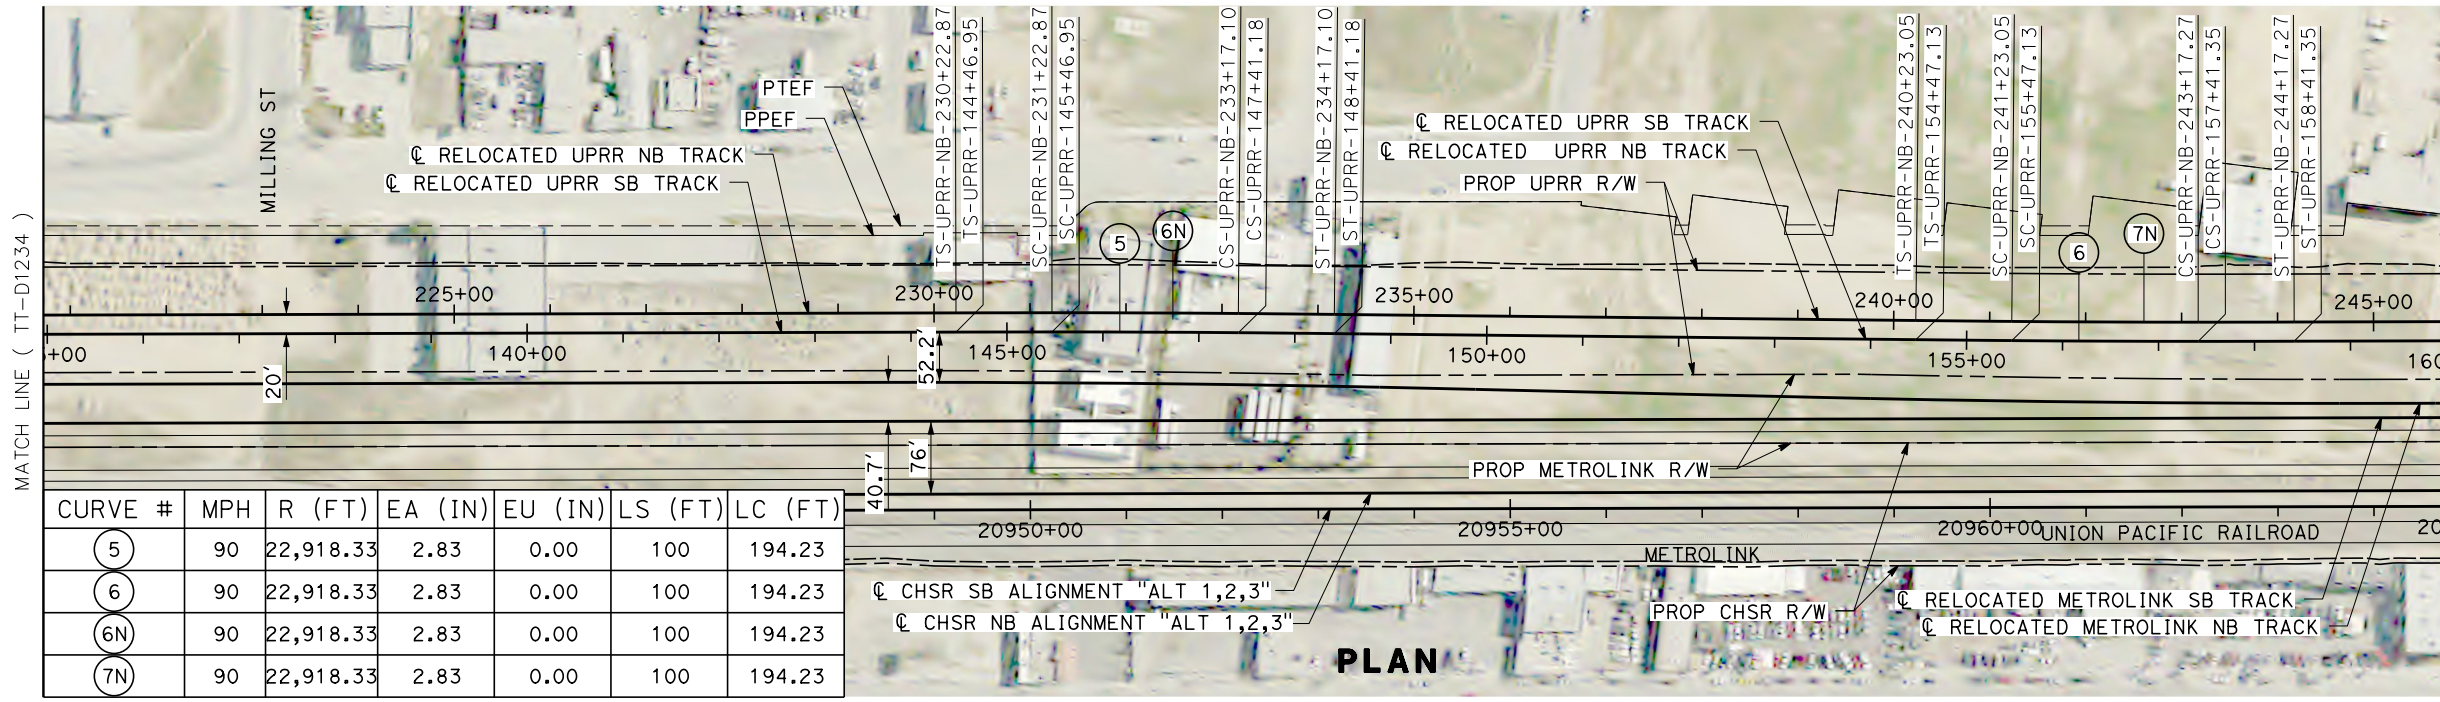 MATCH LINE ( TT-D1234 )
MILLING ST
PTEF
PPEF
℄ RELOCATED UPRR NB TRACK
℄ RELOCATED UPRR SB TRACK
TS-UPRR-NB-230+22.87
TS-UPRR-144+46.95
SC-UPRR-NB-231+22.87
SC-UPRR-145+46.95
CS-UPRR-NB-233+17.10
CS-UPRR-147+41.18
ST-UPRR-NB-234+17.10
ST-UPRR-148+41.18
℄ RELOCATED UPRR SB TRACK
℄ RELOCATED UPRR NB TRACK
PROP UPRR R/W
TS-UPRR-NB-240+23.05
TS-UPRR-154+47.13
SC-UPRR-NB-241+23.05
SC-UPRR-155+47.13
CS-UPRR-NB-243+17.27
CS-UPRR-157+41.35
ST-UPRR-NB-244+17.27
ST-UPRR-158+41.35
5
6N
6
7N
225+00
230+00
235+00
240+00
245+00
+00
140+00
145+00
150+00
155+00
160
20'
52.2'
40.7'
76'
PROP METROLINK R/W
20950+00
20955+00
20960+00
20
UNION PACIFIC RAILROAD
METROLINK
℄ CHSR SB ALIGNMENT "ALT 1,2,3"
℄ CHSR NB ALIGNMENT "ALT 1,2,3"
PROP CHSR R/W
℄ RELOCATED METROLINK SB TRACK
℄ RELOCATED METROLINK NB TRACK
CURVE # MPH R (FT) EA (IN) EU (IN) LS (FT) LC (FT)
5 90 22,918.33 2.83 0.00 100 194.23
6 90 22,918.33 2.83 0.00 100 194.23
6N 90 22,918.33 2.83 0.00 100 194.23
7N 90 22,918.33 2.83 0.00 100 194.23
PLAN